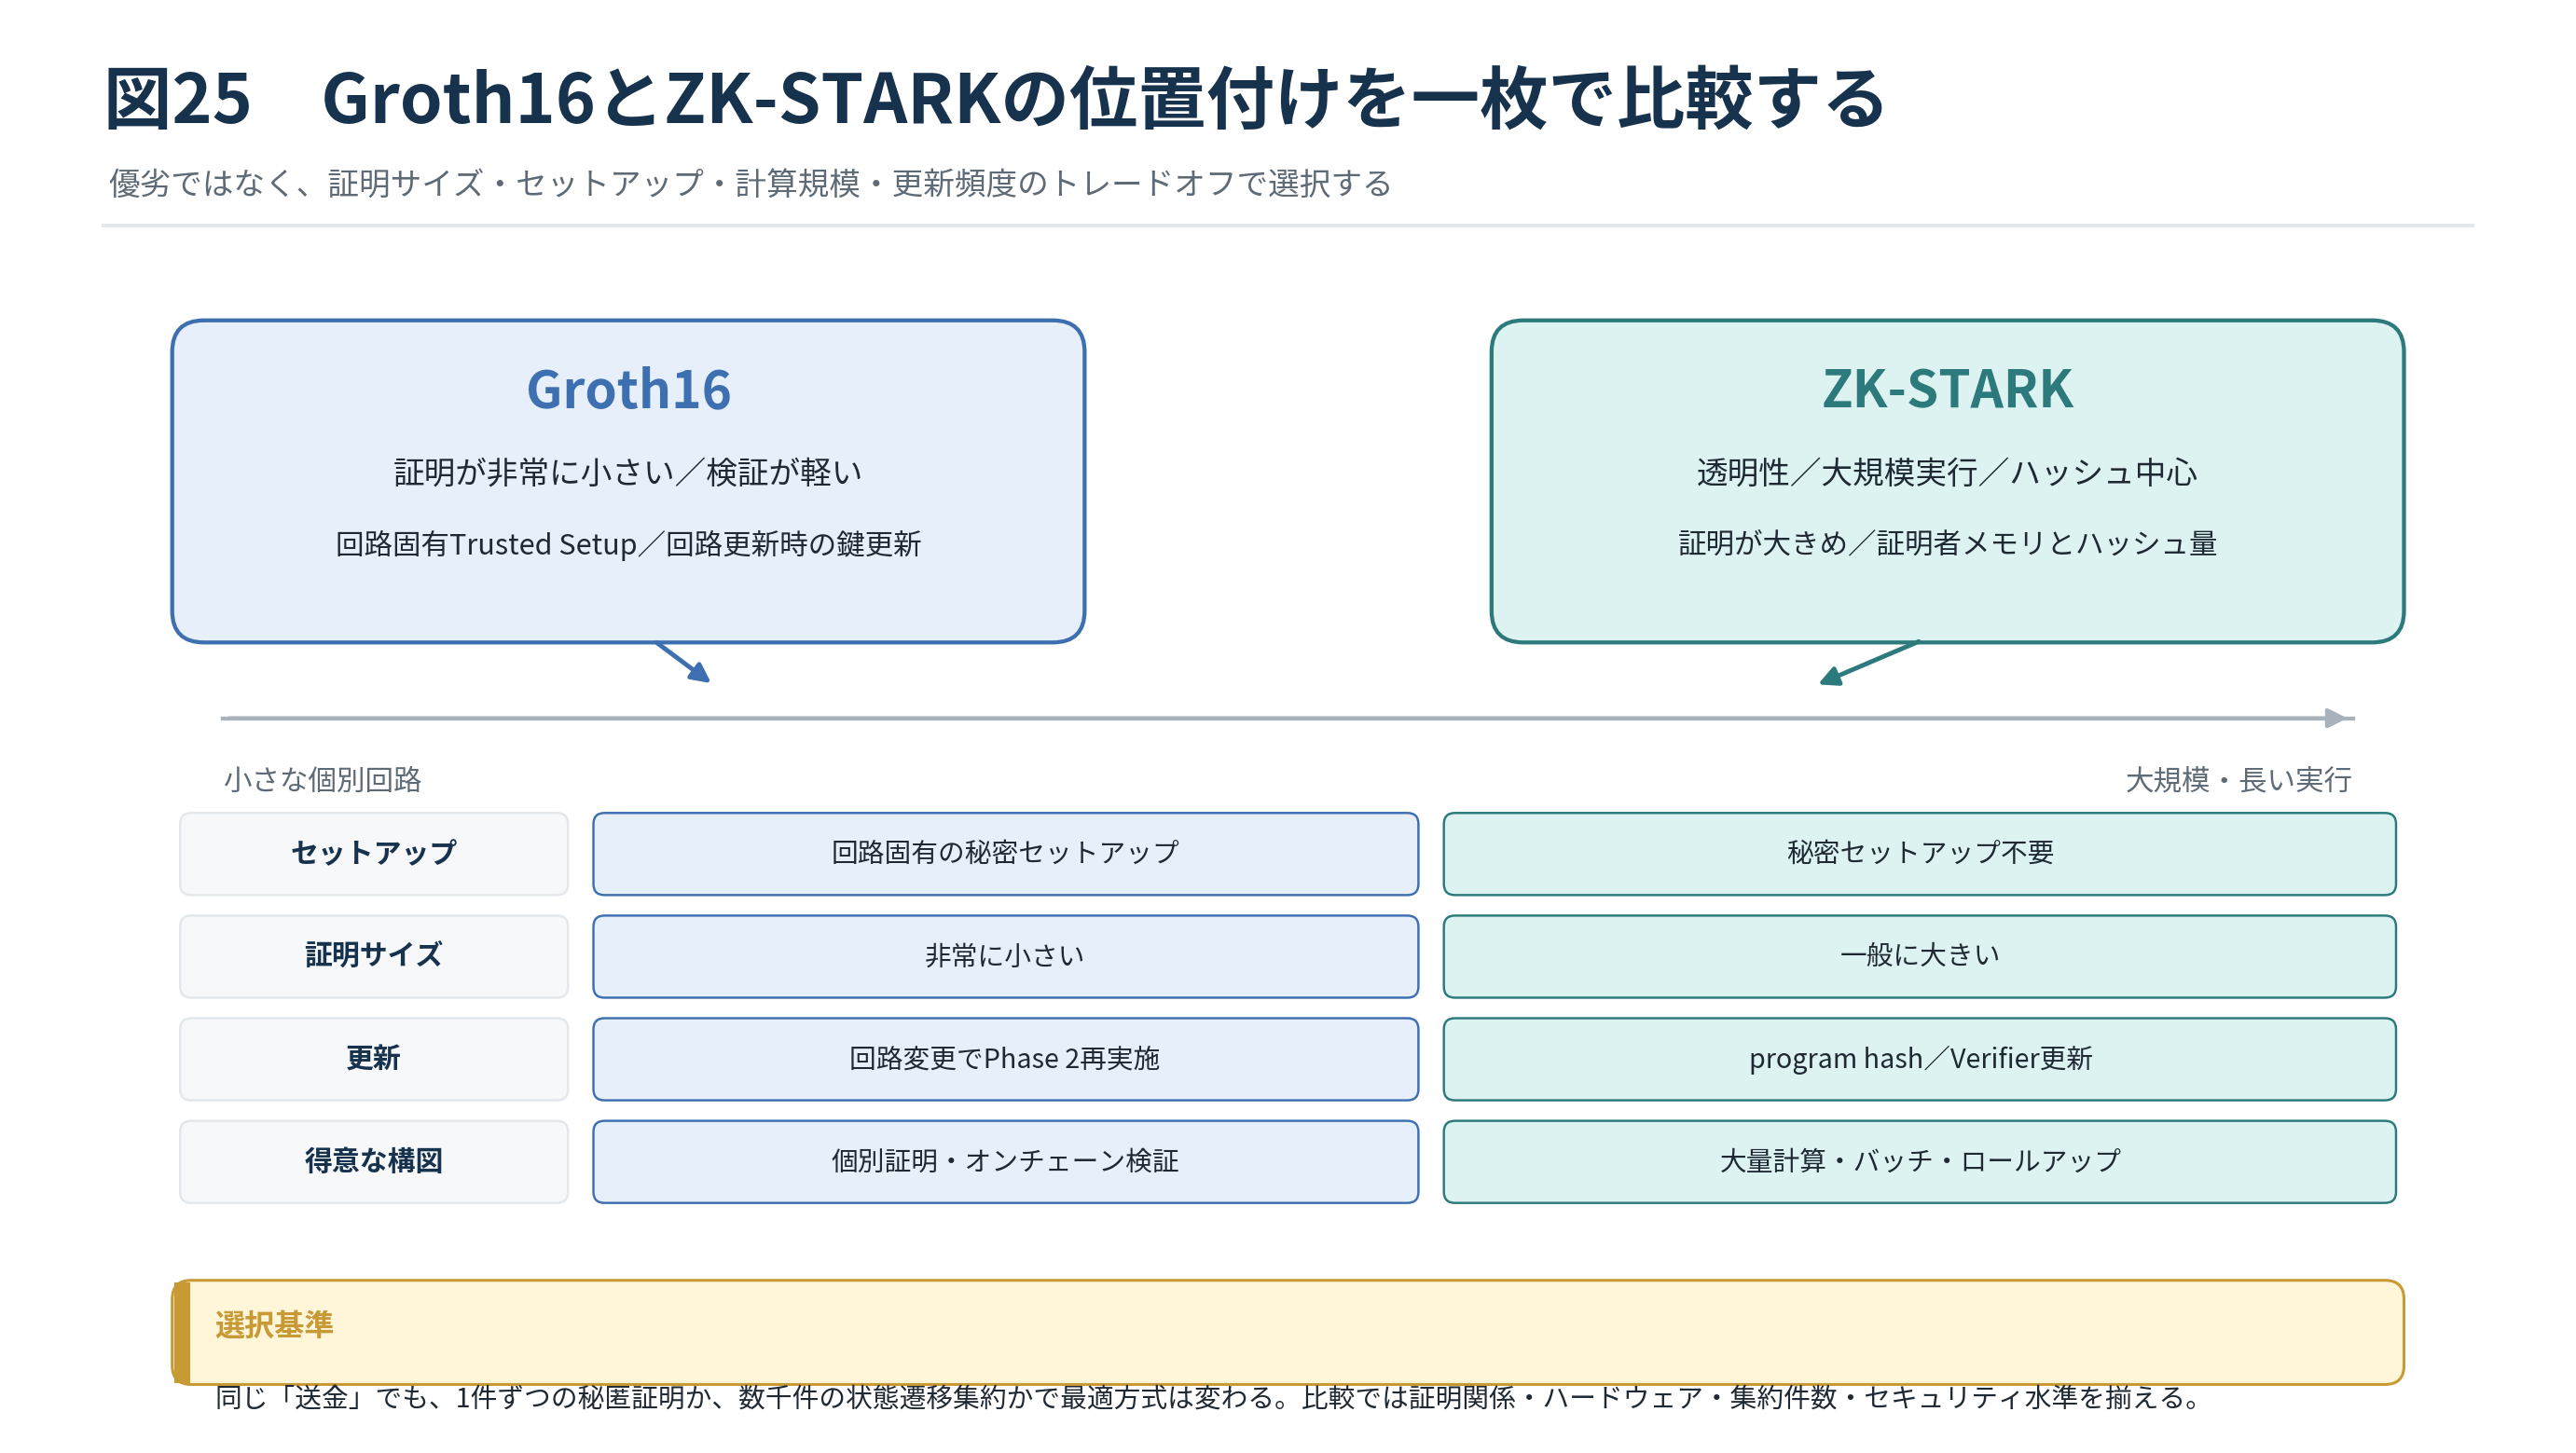 図25　Groth16とZK-STARKの位置付けを一枚で比較する
優劣ではなく、証明サイズ・セットアップ・計算規模・更新頻度のトレードオフで選択する
Groth16
証明が非常に小さい／検証が軽い
回路固有Trusted Setup／回路更新時の鍵更新
ZK-STARK
透明性／大規模実行／ハッシュ中心
証明が大きめ／証明者メモリとハッシュ量
小さな個別回路
大規模・長い実行
セットアップ
回路固有の秘密セットアップ
秘密セットアップ不要
証明サイズ
非常に小さい
一般に大きい
更新
回路変更でPhase 2再実施
program hash／Verifier更新
得意な構図
個別証明・オンチェーン検証
大量計算・バッチ・ロールアップ
選択基準
同じ「送金」でも、1件ずつの秘匿証明か、数千件の状態遷移集約かで最適方式は変わる。比較では証明関係・ハードウェア・集約件数・セキュリティ水準を揃える。